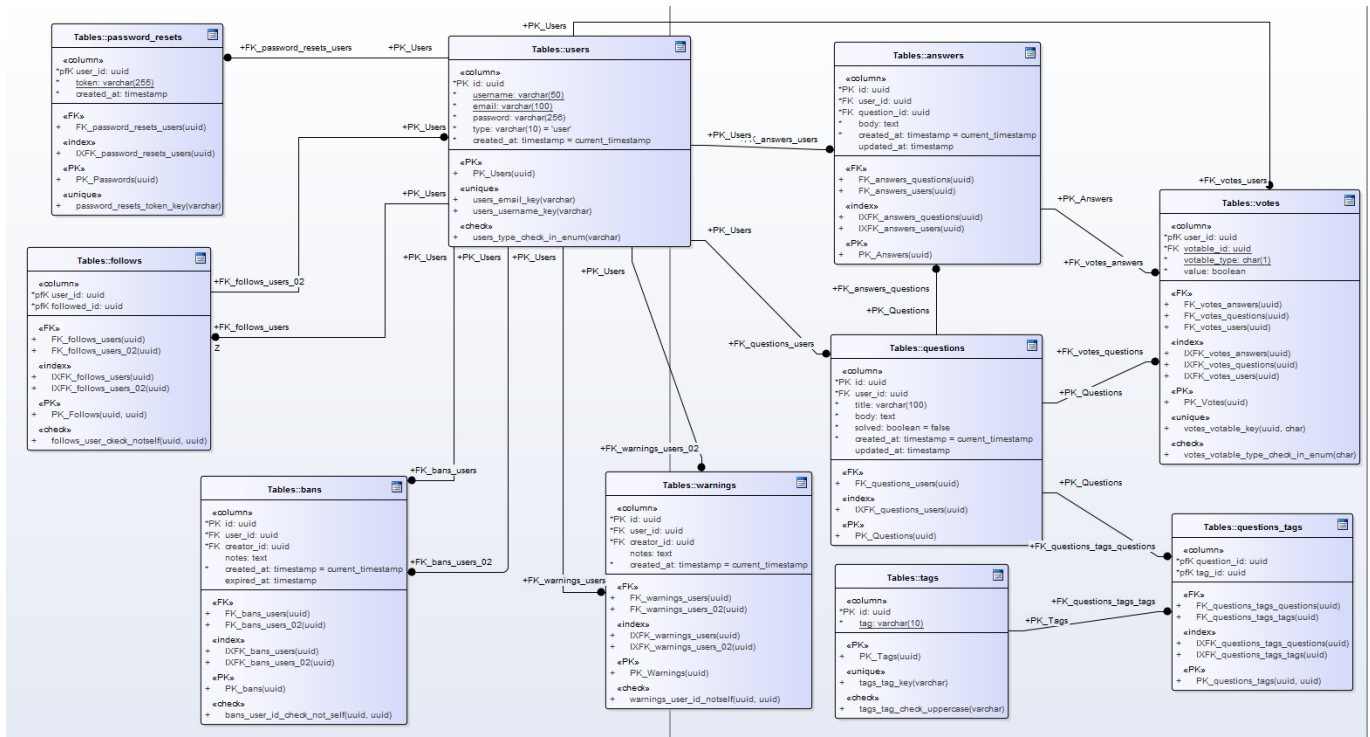 Tables::password_resets
«column»
*pfK user_id: uuid
* token: varchar(255)
* created_at: timestamp
«FK»
+ FK_password_resets_users(uuid)
«index»
+ IXFK_password_resets_users(uuid)
«PK»
+ PK_Passwords(uuid)
«unique»
+ password_resets_token_key(varchar)
+FK_password_resets_users
+PK_Users
Tables::users
«column»
*PK id: uuid
* username: varchar(50)
* email: varchar(100)
* password: varchar(256)
* type: varchar(10) = 'user'
* created_at: timestamp = current_timestamp
«PK»
+ PK_Users(uuid)
«unique»
+ users_email_key(varchar)
+ users_username_key(varchar)
«check»
+ users_type_check_in_enum(varchar)
+PK_Users
+PK_Users
+FK_answers_users
Tables::answers
«column»
*PK id: uuid
*FK user_id: uuid
*FK question_id: uuid
* body: text
* created_at: timestamp = current_timestamp
updated_at: timestamp
«FK»
+ FK_answers_questions(uuid)
+ FK_answers_users(uuid)
«index»
+ IXFK_answers_questions(uuid)
+ IXFK_answers_users(uuid)
«PK»
+ PK_Answers(uuid)
+FK_votes_users
+PK_Answers
+FK_votes_answers
Tables::votes
«column»
*pfK user_id: uuid
*FK votable_id: uuid
* votable_type: char(1)
* value: boolean
«FK»
+ FK_votes_answers(uuid)
+ FK_votes_questions(uuid)
+ FK_votes_users(uuid)
«index»
+ IXFK_votes_answers(uuid)
+ IXFK_votes_questions(uuid)
+ IXFK_votes_users(uuid)
«PK»
+ PK_Votes(uuid)
«unique»
+ votes_votable_key(uuid, char)
«check»
+ votes_votable_type_check_in_enum(char)
+PK_Users
+PK_Users
+FK_follows_users_02
+FK_follows_users
Z
Tables::follows
«column»
*pfK user_id: uuid
*pfK followed_id: uuid
«FK»
+ FK_follows_users(uuid)
+ FK_follows_users_02(uuid)
«index»
+ IXFK_follows_users(uuid)
+ IXFK_follows_users_02(uuid)
«PK»
+ PK_Follows(uuid, uuid)
«check»
+ follows_user_ckeck_notself(uuid, uuid)
+PK_Users
+PK_Users
+PK_Users
+PK_Users
+PK_Users
+FK_answers_questions
+PK_Questions
+FK_questions_users
+FK_votes_questions
+PK_Questions
Tables::questions
«column»
*PK id: uuid
*FK user_id: uuid
* title: varchar(100)
* body: text
* solved: boolean = false
* created_at: timestamp = current_timestamp
updated_at: timestamp
«FK»
+ FK_questions_users(uuid)
«index»
+ IXFK_questions_users(uuid)
«PK»
+ PK_Questions(uuid)
+FK_bans_users
+FK_bans_users_02
Tables::bans
«column»
*PK id: uuid
*FK user_id: uuid
*FK creator_id: uuid
notes: text
* created_at: timestamp = current_timestamp
expired_at: timestamp
«FK»
+ FK_bans_users(uuid)
+ FK_bans_users_02(uuid)
«index»
+ IXFK_bans_users(uuid)
+ IXFK_bans_users_02(uuid)
«PK»
+ PK_bans(uuid)
«check»
+ bans_user_id_check_not_self(uuid, uuid)
+FK_warnings_users_02
+FK_warnings_users
Tables::warnings
«column»
*PK id: uuid
*FK user_id: uuid
*FK creator_id: uuid
notes: text
* created_at: timestamp = current_timestamp
«FK»
+ FK_warnings_users(uuid)
+ FK_warnings_users_02(uuid)
«index»
+ IXFK_warnings_users(uuid)
+ IXFK_warnings_users_02(uuid)
«PK»
+ PK_Warnings(uuid)
«check»
+ warnings_user_id_notself(uuid, uuid)
+PK_Questions
+FK_questions_tags_questions
+FK_questions_tags_tags
+PK_Tags
Tables::tags
«column»
*PK id: uuid
* tag: varchar(10)
«PK»
+ PK_Tags(uuid)
«unique»
+ tags_tag_key(varchar)
«check»
+ tags_tag_check_uppercase(varchar)
Tables::questions_tags
«column»
*pfK question_id: uuid
*pfK tag_id: uuid
«FK»
+ FK_questions_tags_questions(uuid)
+ FK_questions_tags_tags(uuid)
«index»
+ IXFK_questions_tags_questions(uuid)
+ IXFK_questions_tags_tags(uuid)
«PK»
+ PK_questions_tags(uuid, uuid)